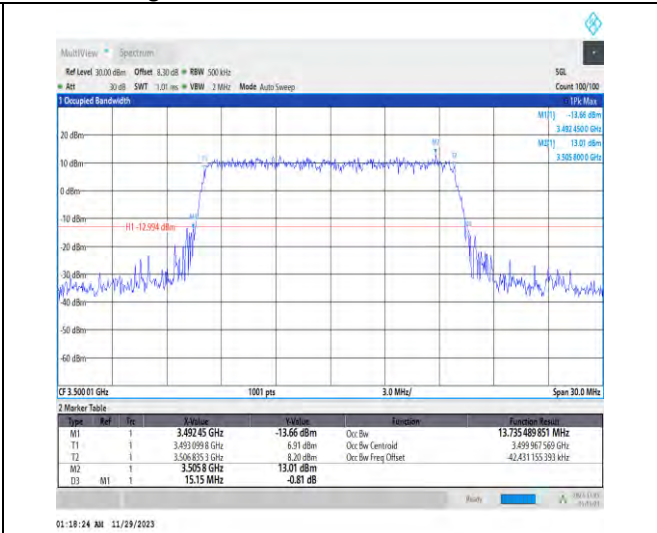 MultiView Spectrum
Ref Level 30.00 dBm Offset 8.30 dB RBW 500 kHz SGL
Att 30 dB SWT 1.01 ms VBW 2 MHz Mode Auto Sweep Count 100/100
1 Occupied Bandwidth 1Pk Max
M1[1] -13.66 dBm
3.492 4500 GHz
M2[1] 13.01 dBm
3.505 800 0 GHz
20 dBm
10 dBm
0 dBm
-10 dBm
H1 -12.994 dBm
-20 dBm
-30 dBm
-40 dBm
-50 dBm
-60 dBm
M2
T2
M1
CF 3.500 01 GHz 1001 pts 3.0 MHz/ Span 30.0 MHz
2 Marker Table
Type Ref Trc X-Value Y-Value Function Function Result
M1 1 3.492 45 GHz -13.66 dBm Occ Bw 13.735 489 851 MHz
T1 1 3.493 099 8 GHz 6.91 dBm Occ Bw Centroid 3.499 967 569 GHz
T2 1 3.506 835 3 GHz 8.20 dBm Occ Bw Freq Offset -42.431 155 393 kHz
M2 1 3.505 8 GHz 13.01 dBm
D3 M1 1 15.15 MHz -0.81 dB
Ready
01:18:24 AM 11/29/2023